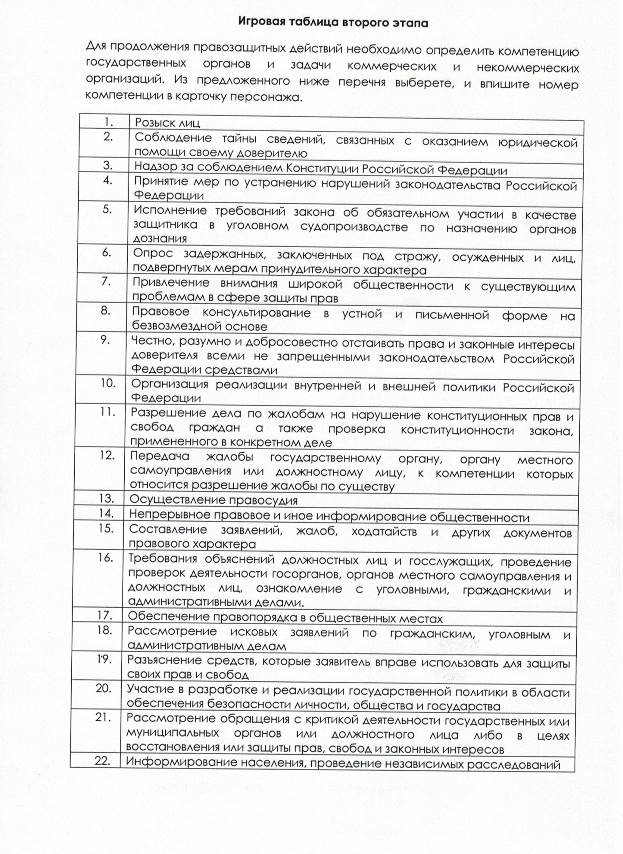 Игровая таблица второго этапа
Для продолжения правозащитных действий необходимо определить компетенцию
государственных органов и задачи коммерческих и некоммерческих
организаций. Из предложенного ниже перечня выберете, и впишите номер
компетенции в карточку персонажа.
1. Розыск лиц
2. Соблюдение тайны сведений, связанных с оказанием юридической
помощи своему доверителю
3. Надзор за соблюдением Конституции Российской Федерации
4. Принятие мер по устранению нарушений законодательства Российской
Федерации
5. Исполнение требований закона об обязательном участии в качестве
защитника в уголовном судопроизводстве по назначению органов
дознания
6. Опрос задержанных, заключенных под стражу, осужденных и лиц,
подвергнутых мерам принудительного характера
7. Привлечение внимания широкой общественности к существующим
проблемам в сфере защиты прав
8. Правовое консультирование в устной и письменной форме на
безвозмездной основе
9. Честно, разумно и добросовестно отстаивать права и законные интересы
доверителя всеми не запрещенными законодательством Российской
Федерации средствами
10. Организация реализации внутренней и внешней политики Российской
Федерации
11. Разрешение дела по жалобам на нарушение конституционных прав и
свобод граждан а также проверка конституционности закона,
примененного в конкретном деле
12. Передача жалобы государственному органу, органу местного
самоуправления или должностному лицу, к компетенции которых
относится разрешение жалобы по существу
13. Осуществление правосудия
14. Непрерывное правовое и иное информирование общественности
15. Составление заявлений, жалоб, ходатайств и других документов
правового характера
16. Требования объяснений должностных лиц и госслужащих, проведение
проверок деятельности госорганов, органов местного самоуправления и
должностных лиц, ознакомление с уголовными, гражданскими и
административными делами.
17. Обеспечение правопорядка в общественных местах
18. Рассмотрение исковых заявлений по гражданским, уголовным и
административным делам
19. Разъяснение средств, которые заявитель вправе использовать для защиты
своих прав и свобод
20. Участие в разработке и реализации государственной политики в области
обеспечения безопасности личности, общества и государства
21. Рассмотрение обращения с критикой деятельности государственных или
муниципальных органов или должностного лица либо в целях
восстановления или защиты прав, свобод и законных интересов
22. Информирование населения, проведение независимых расследований